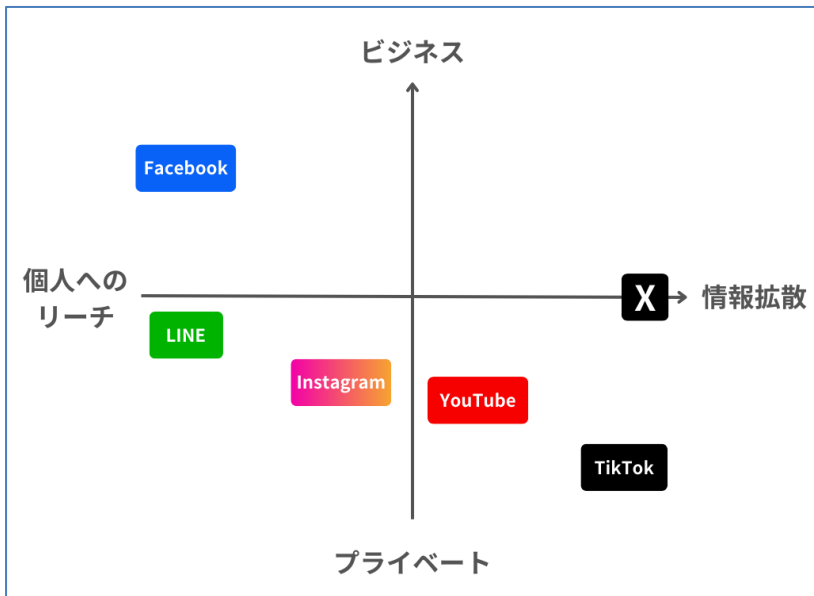 ビジネス
Facebook
個人への
リーチ
X
情報拡散
LINE
Instagram
YouTube
TikTok
プライベート